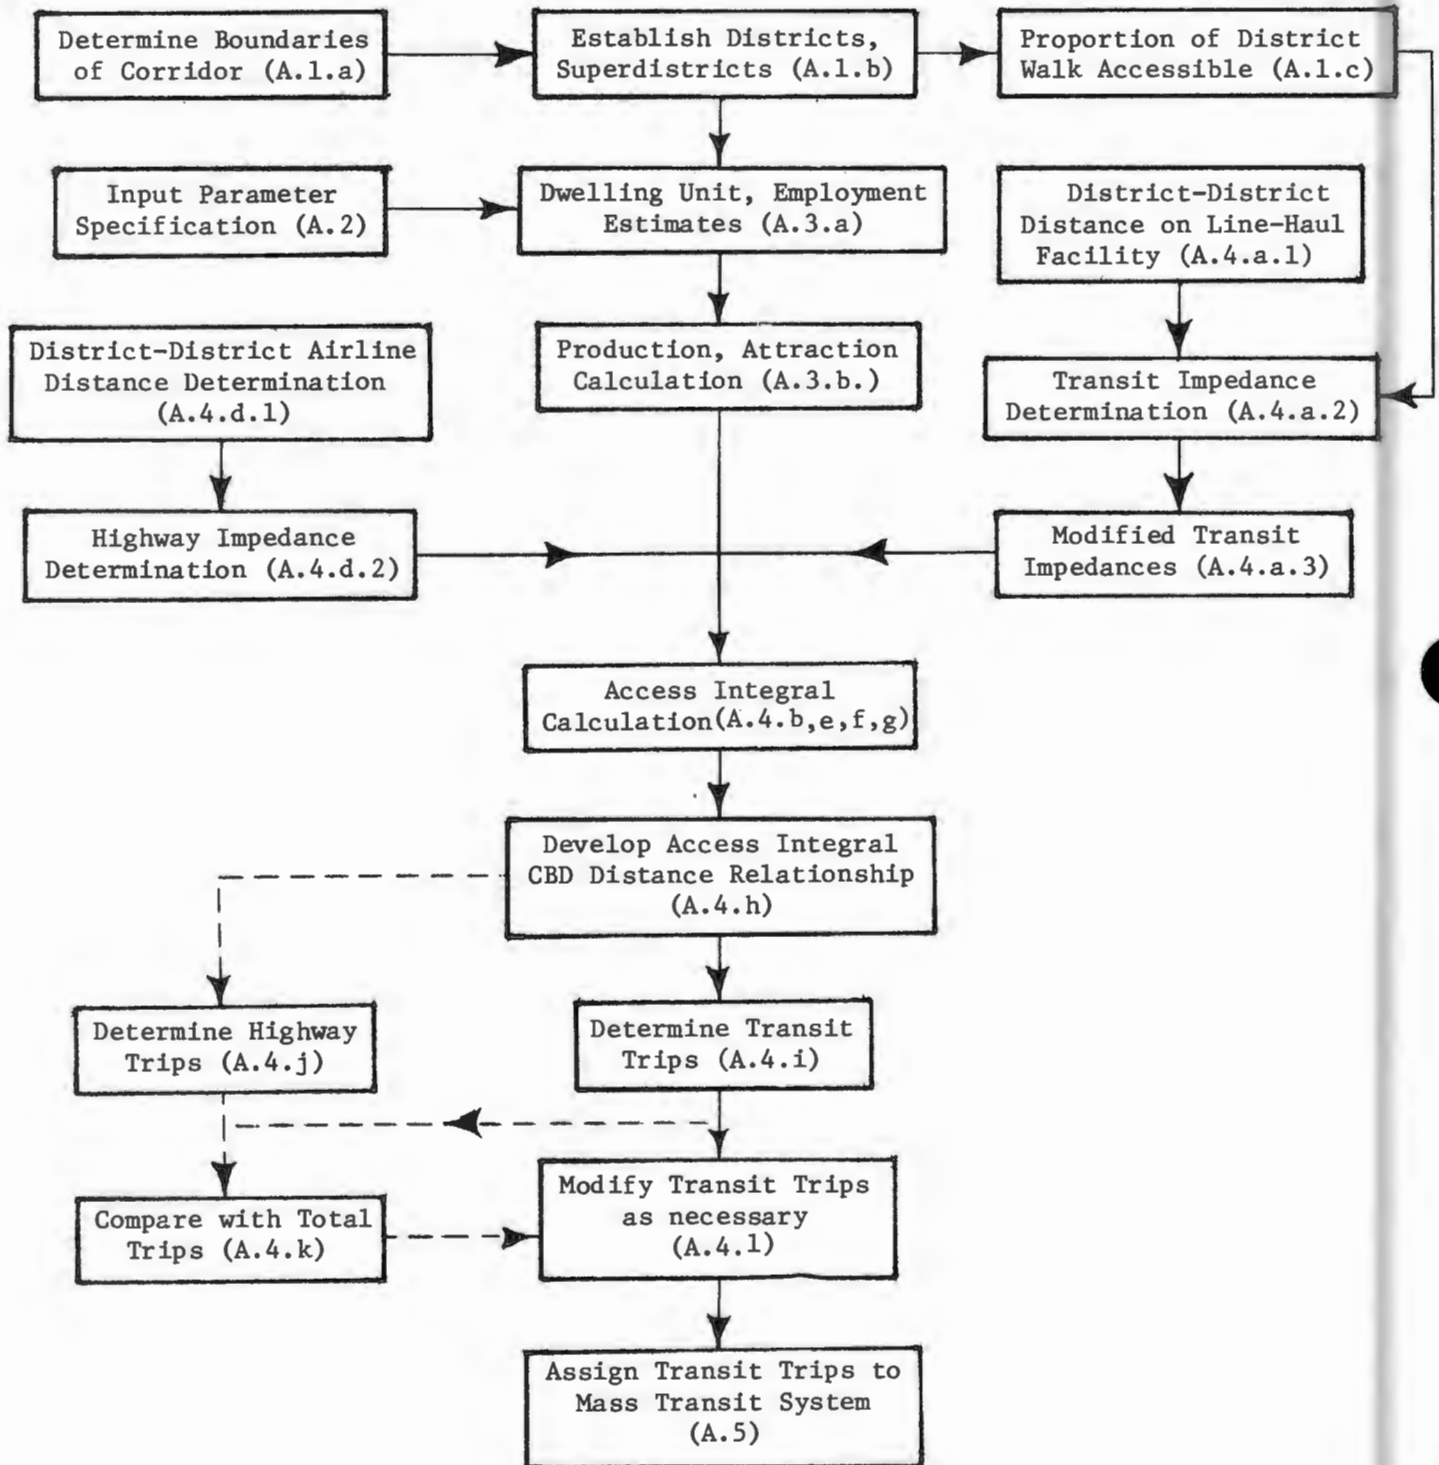 Determine Boundaries
of Corridor (A.1.a)
Establish Districts,
Superdistricts (A.1.b)
Proportion of District
Walk Accessible (A.1.c)
Input Parameter
Specification (A.2)
Dwelling Unit, Employment
Estimates (A.3.a)
District-District
Distance on Line-Haul
Facility (A.4.a.1)
District-District Airline
Distance Determination
(A.4.d.1)
Production, Attraction
Calculation (A.3.b.)
Transit Impedance
Determination (A.4.a.2)
Highway Impedance
Determination (A.4.d.2)
Modified Transit
Impedances (A.4.a.3)
Access Integral
Calculation(A.4.b,e,f,g)
Develop Access Integral
CBD Distance Relationship
(A.4.h)
Determine Highway
Trips (A.4.j)
Determine Transit
Trips (A.4.i)
Compare with Total
Trips (A.4.k)
Modify Transit Trips
as necessary
(A.4.l)
Assign Transit Trips to
Mass Transit System
(A.5)